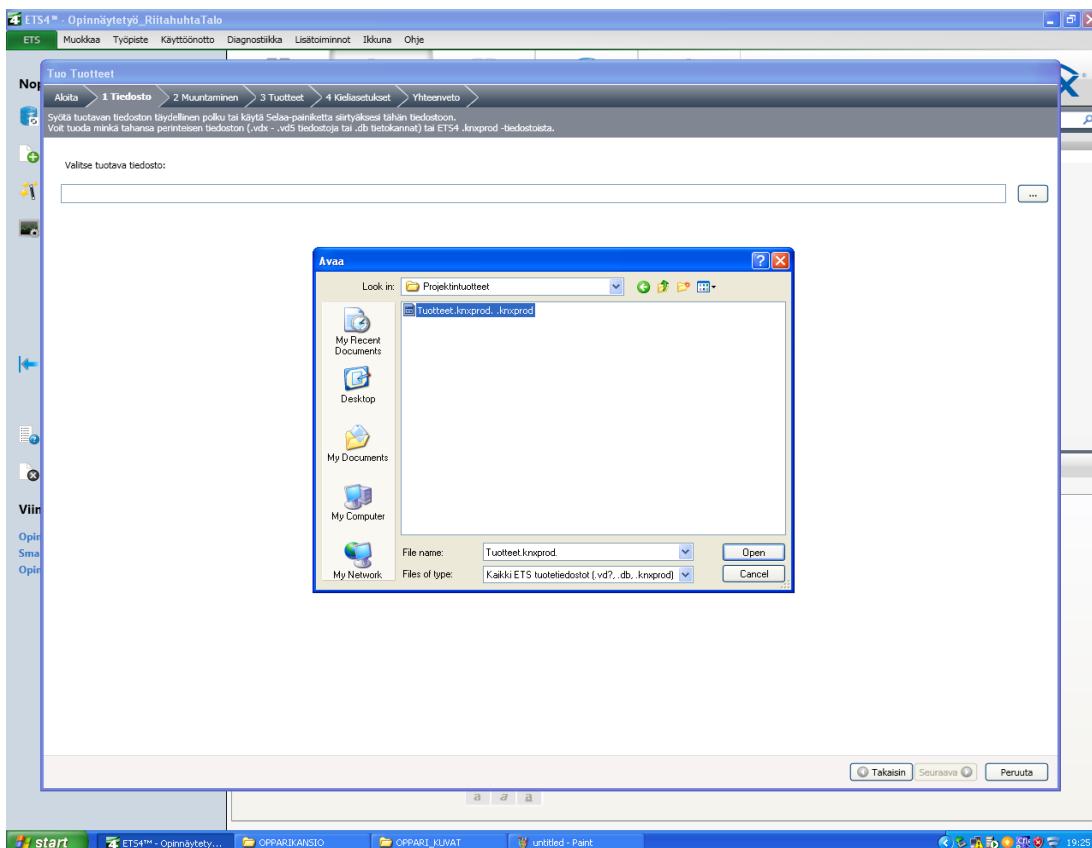 ETS4™ - Opinnäytetyö_RiitahuhtaTalo
ETS Muokkaa Työpiste Käyttöönotto Diagnostiikka Lisätoiminnot Ikkuna Ohje
Tuo Tuotteet
Aloita 1 Tiedosto 2 Muuntaminen 3 Tuotteet 4 Kieliasetukset Yhteenveto
Syötä tuotavan tiedoston täydellinen polku tai käytä Selaa-painiketta siirtyäksesi tähän tiedostoon.
Voit tuoda minkä tahansa perinteisen tiedoston (.vdx - .vd5 tiedostoja tai .db tietokannat) tai ETS4 .knxprod -tiedostoista.
Valitse tuotava tiedosto:
...
Avaa
Look in: Projektintuotteet
Tuotteet.knxprod. .knxprod
My Recent
Documents
Desktop
My Documents
My Computer
My Network
File name: Tuotteet.knxprod. Open
Files of type: Kaikki ETS tuotetiedostot (.vd?, .db, .knxprod) Cancel
Viin
Opin
Sma
Opin
Takaisin Seuraava Peruuta
a a a
start ETS4™ - Opinnäytety... OPPARIKANSIO OPPARI_KUVAT untitled - Paint 19:25